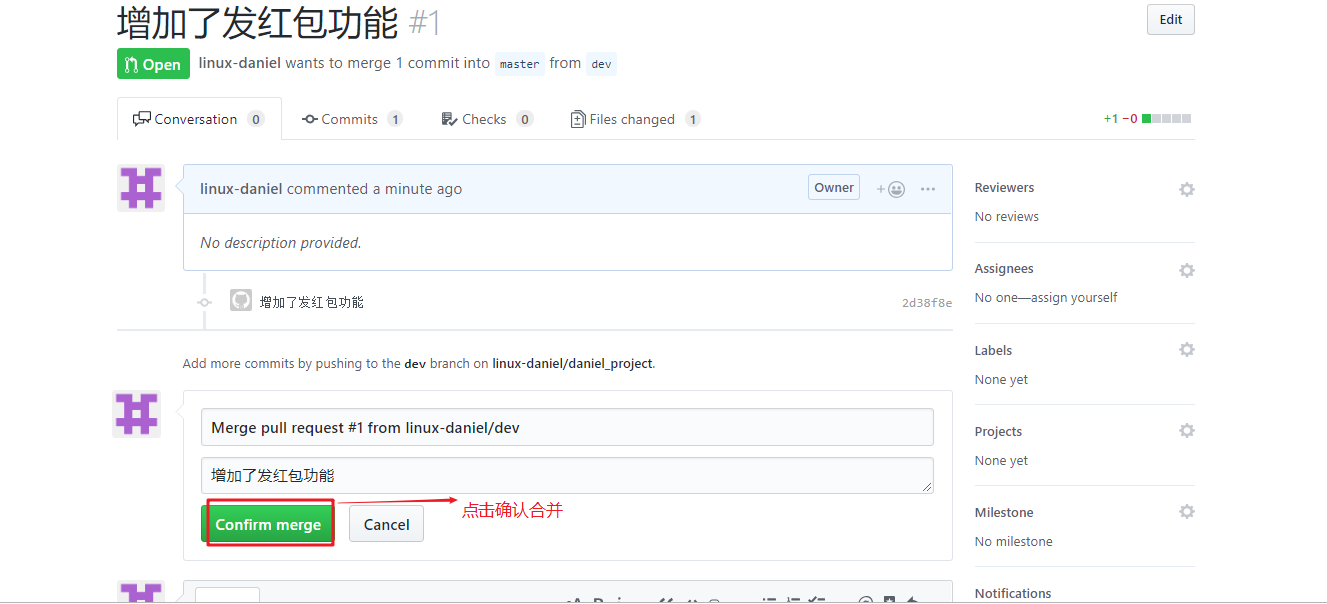 增加了发红包功能 #1
Edit
Open
linux-daniel wants to merge 1 commit into master from dev
Conversation 0
Commits 1
Checks 0
Files changed 1
+1 −0
linux-daniel commented a minute ago
Owner
No description provided.
增加了发红包功能
2d38f8e
Add more commits by pushing to the dev branch on linux-daniel/daniel_project.
Merge pull request #1 from linux-daniel/dev
增加了发红包功能
Confirm merge
Cancel
点击确认合并
Reviewers
No reviews
Assignees
No one—assign yourself
Labels
None yet
Projects
None yet
Milestone
No milestone
Notifications